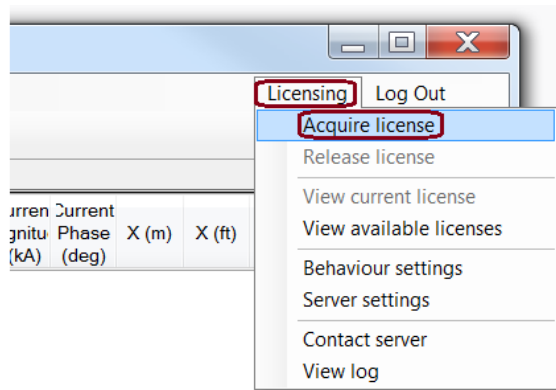 Licensing Log Out
Acquire license
Release license
View current license
View available licenses
Behaviour settings
Server settings
Contact server
View log
Current
Phase X (m) X (ft)
(kA) (deg)